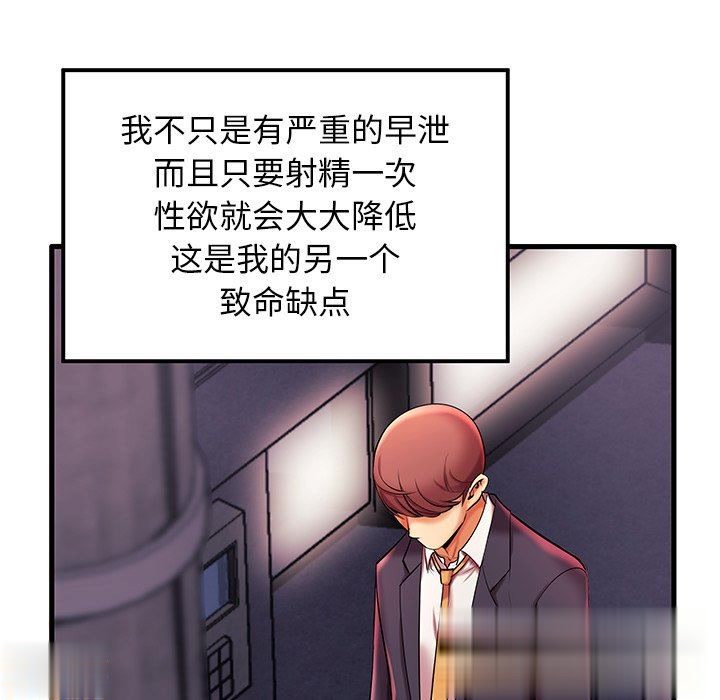 我不只是有严重的早泄
而且只要射精一次
性欲就会大大降低
这是我的另一个
致命缺点